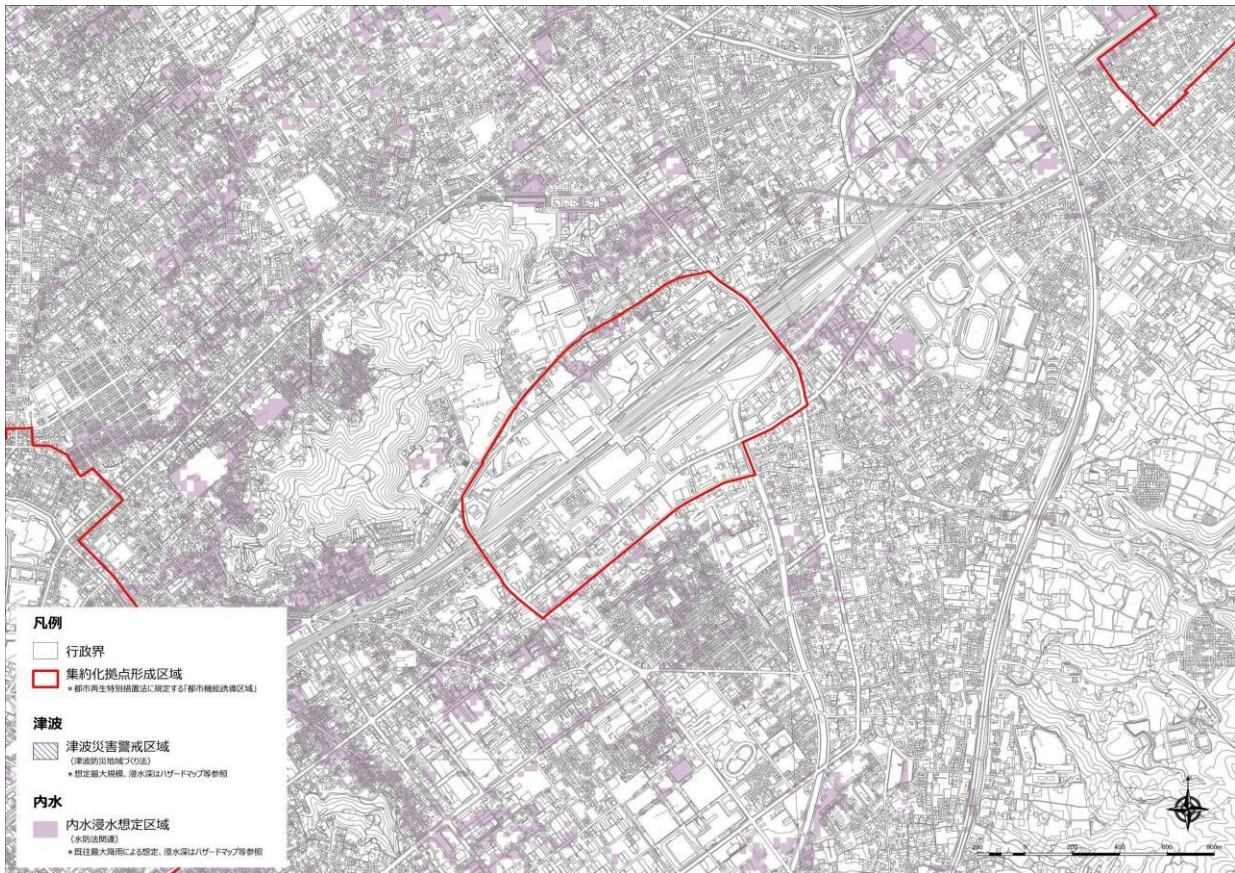 凡例
行政界
集約化拠点形成区域
*都市再生特別措置法に規定する「都市機能誘導区域」
津波
津波災害警戒区域
(津波防災地域づくり法)
*想定最大規模、浸水深はハザードマップ等参照
内水
内水浸水想定区域
(水防法関連)
*既往最大降雨による想定、浸水深はハザードマップ等参照
200 0 200 400 600 800m